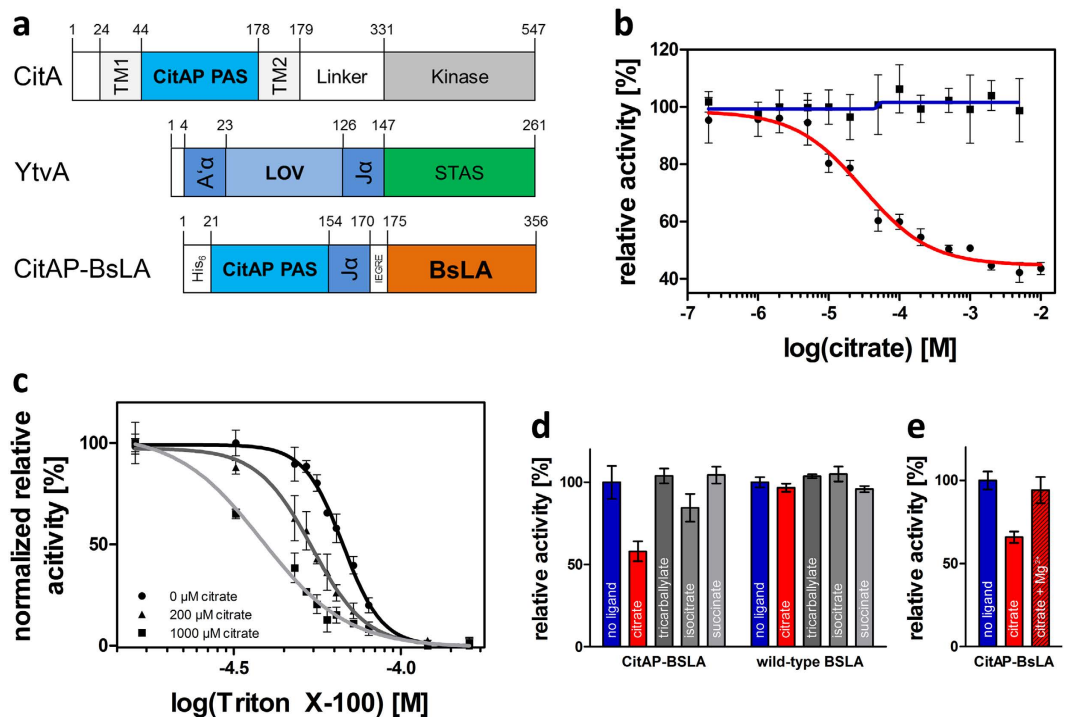 a
1 24 44 178 179 331 547
CitA
TM1
CitAP PAS
TM2
Linker
Kinase
1 4 23 126 147 261
YtvA
A'α
LOV
Jα
STAS
1 21 154 170 175 356
CitAP-BsLA
His6
CitAP PAS
Jα
IEGRE
BsLA
b
relative activity [%]
120
100
80
60
40
-7 -6 -5 -4 -3 -2
log(citrate) [M]
c
normalized relative
acitivity [%]
100
50
0
0 µM citrate
200 µM citrate
1000 µM citrate
-4.5 -4.0
log(Triton X-100) [M]
d
relative activity [%]
100
50
0
no ligand
citrate
tricarballylate
isocitrate
succinate
no ligand
citrate
tricarballylate
isocitrate
succinate
CitAP-BSLA wild-type BSLA
e
relative activity [%]
100
50
0
no ligand
citrate
citrate + Mg2+
CitAP-BsLA